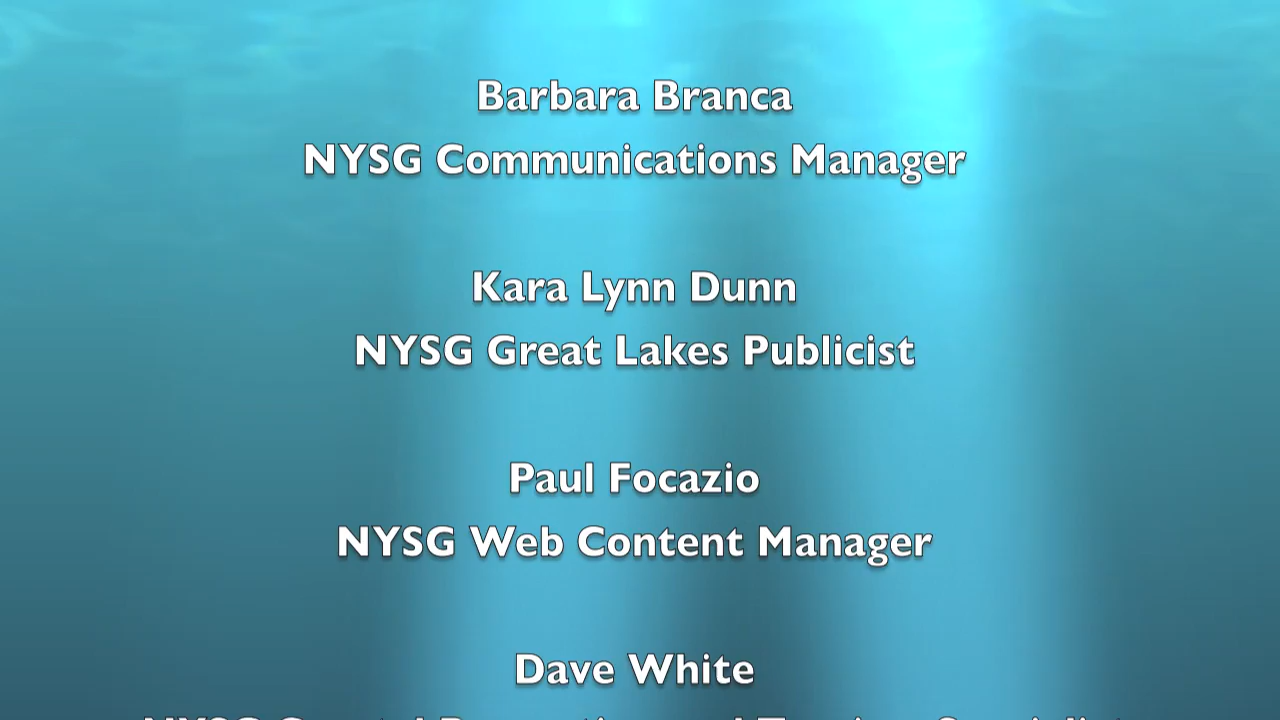 Barbara Branca
NYSG Communications Manager
Kara Lynn Dunn
NYSG Great Lakes Publicist
Paul Focazio
NYSG Web Content Manager
Dave White